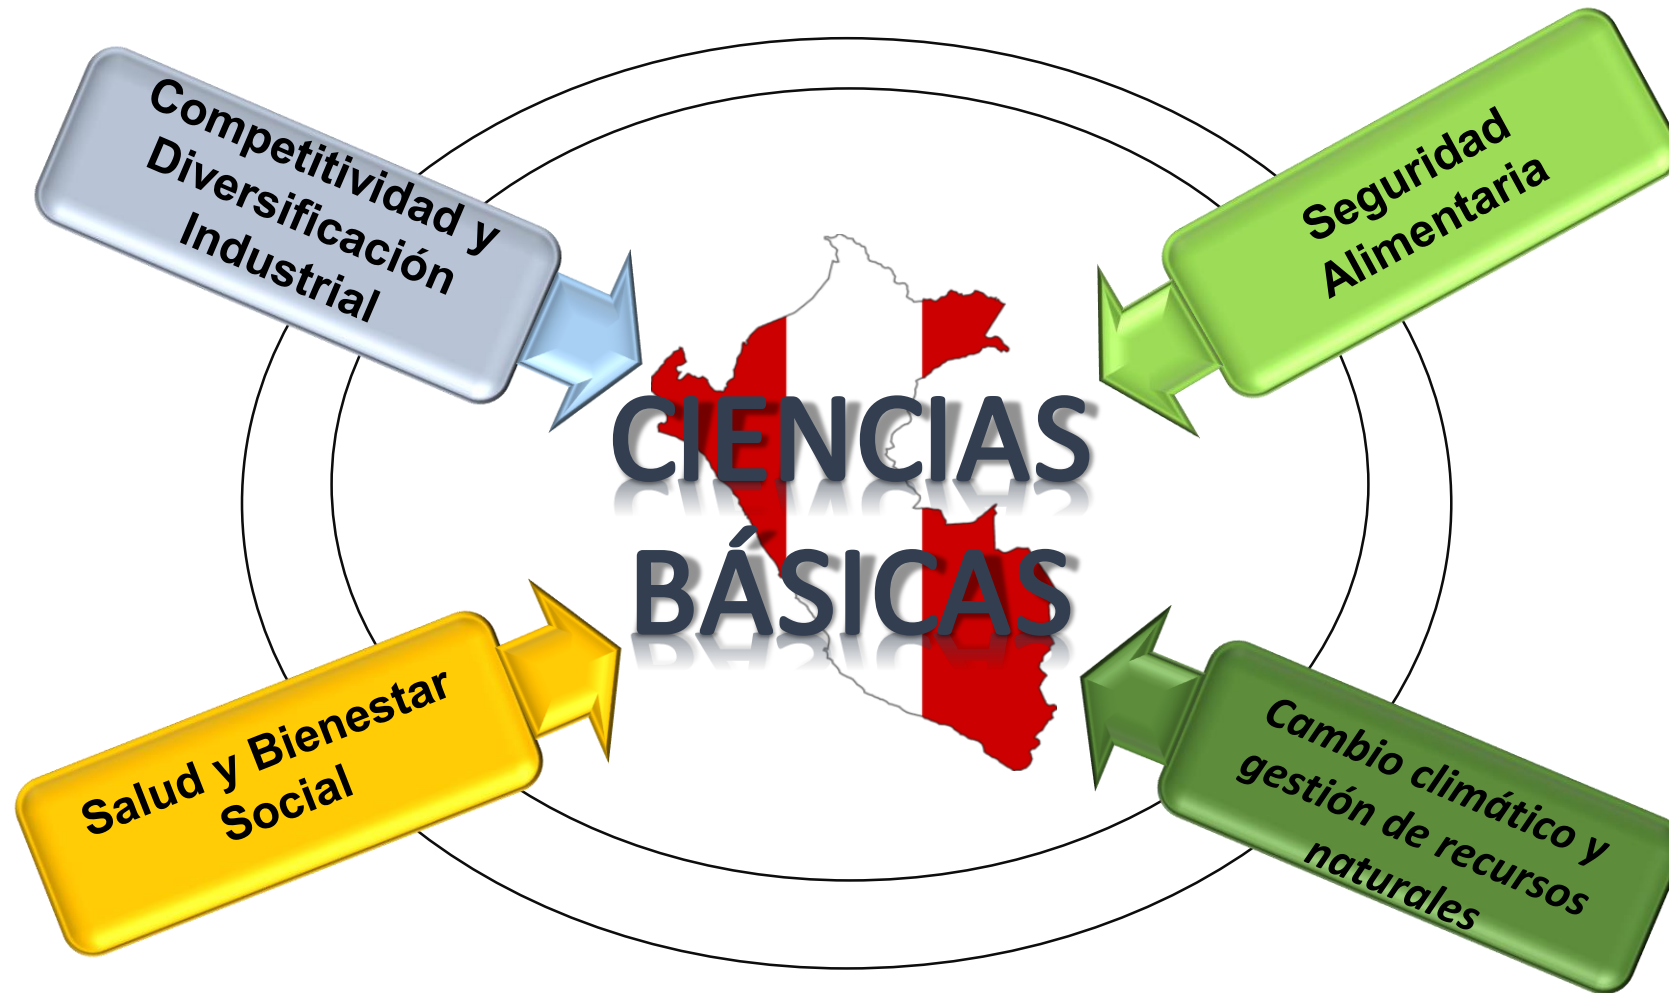 Competitividad y
Diversificación
Industrial
Seguridad
Alimentaria
CIENCIAS
BÁSICAS
Salud y Bienestar
Social
Cambio climático y
gestión de recursos
naturales